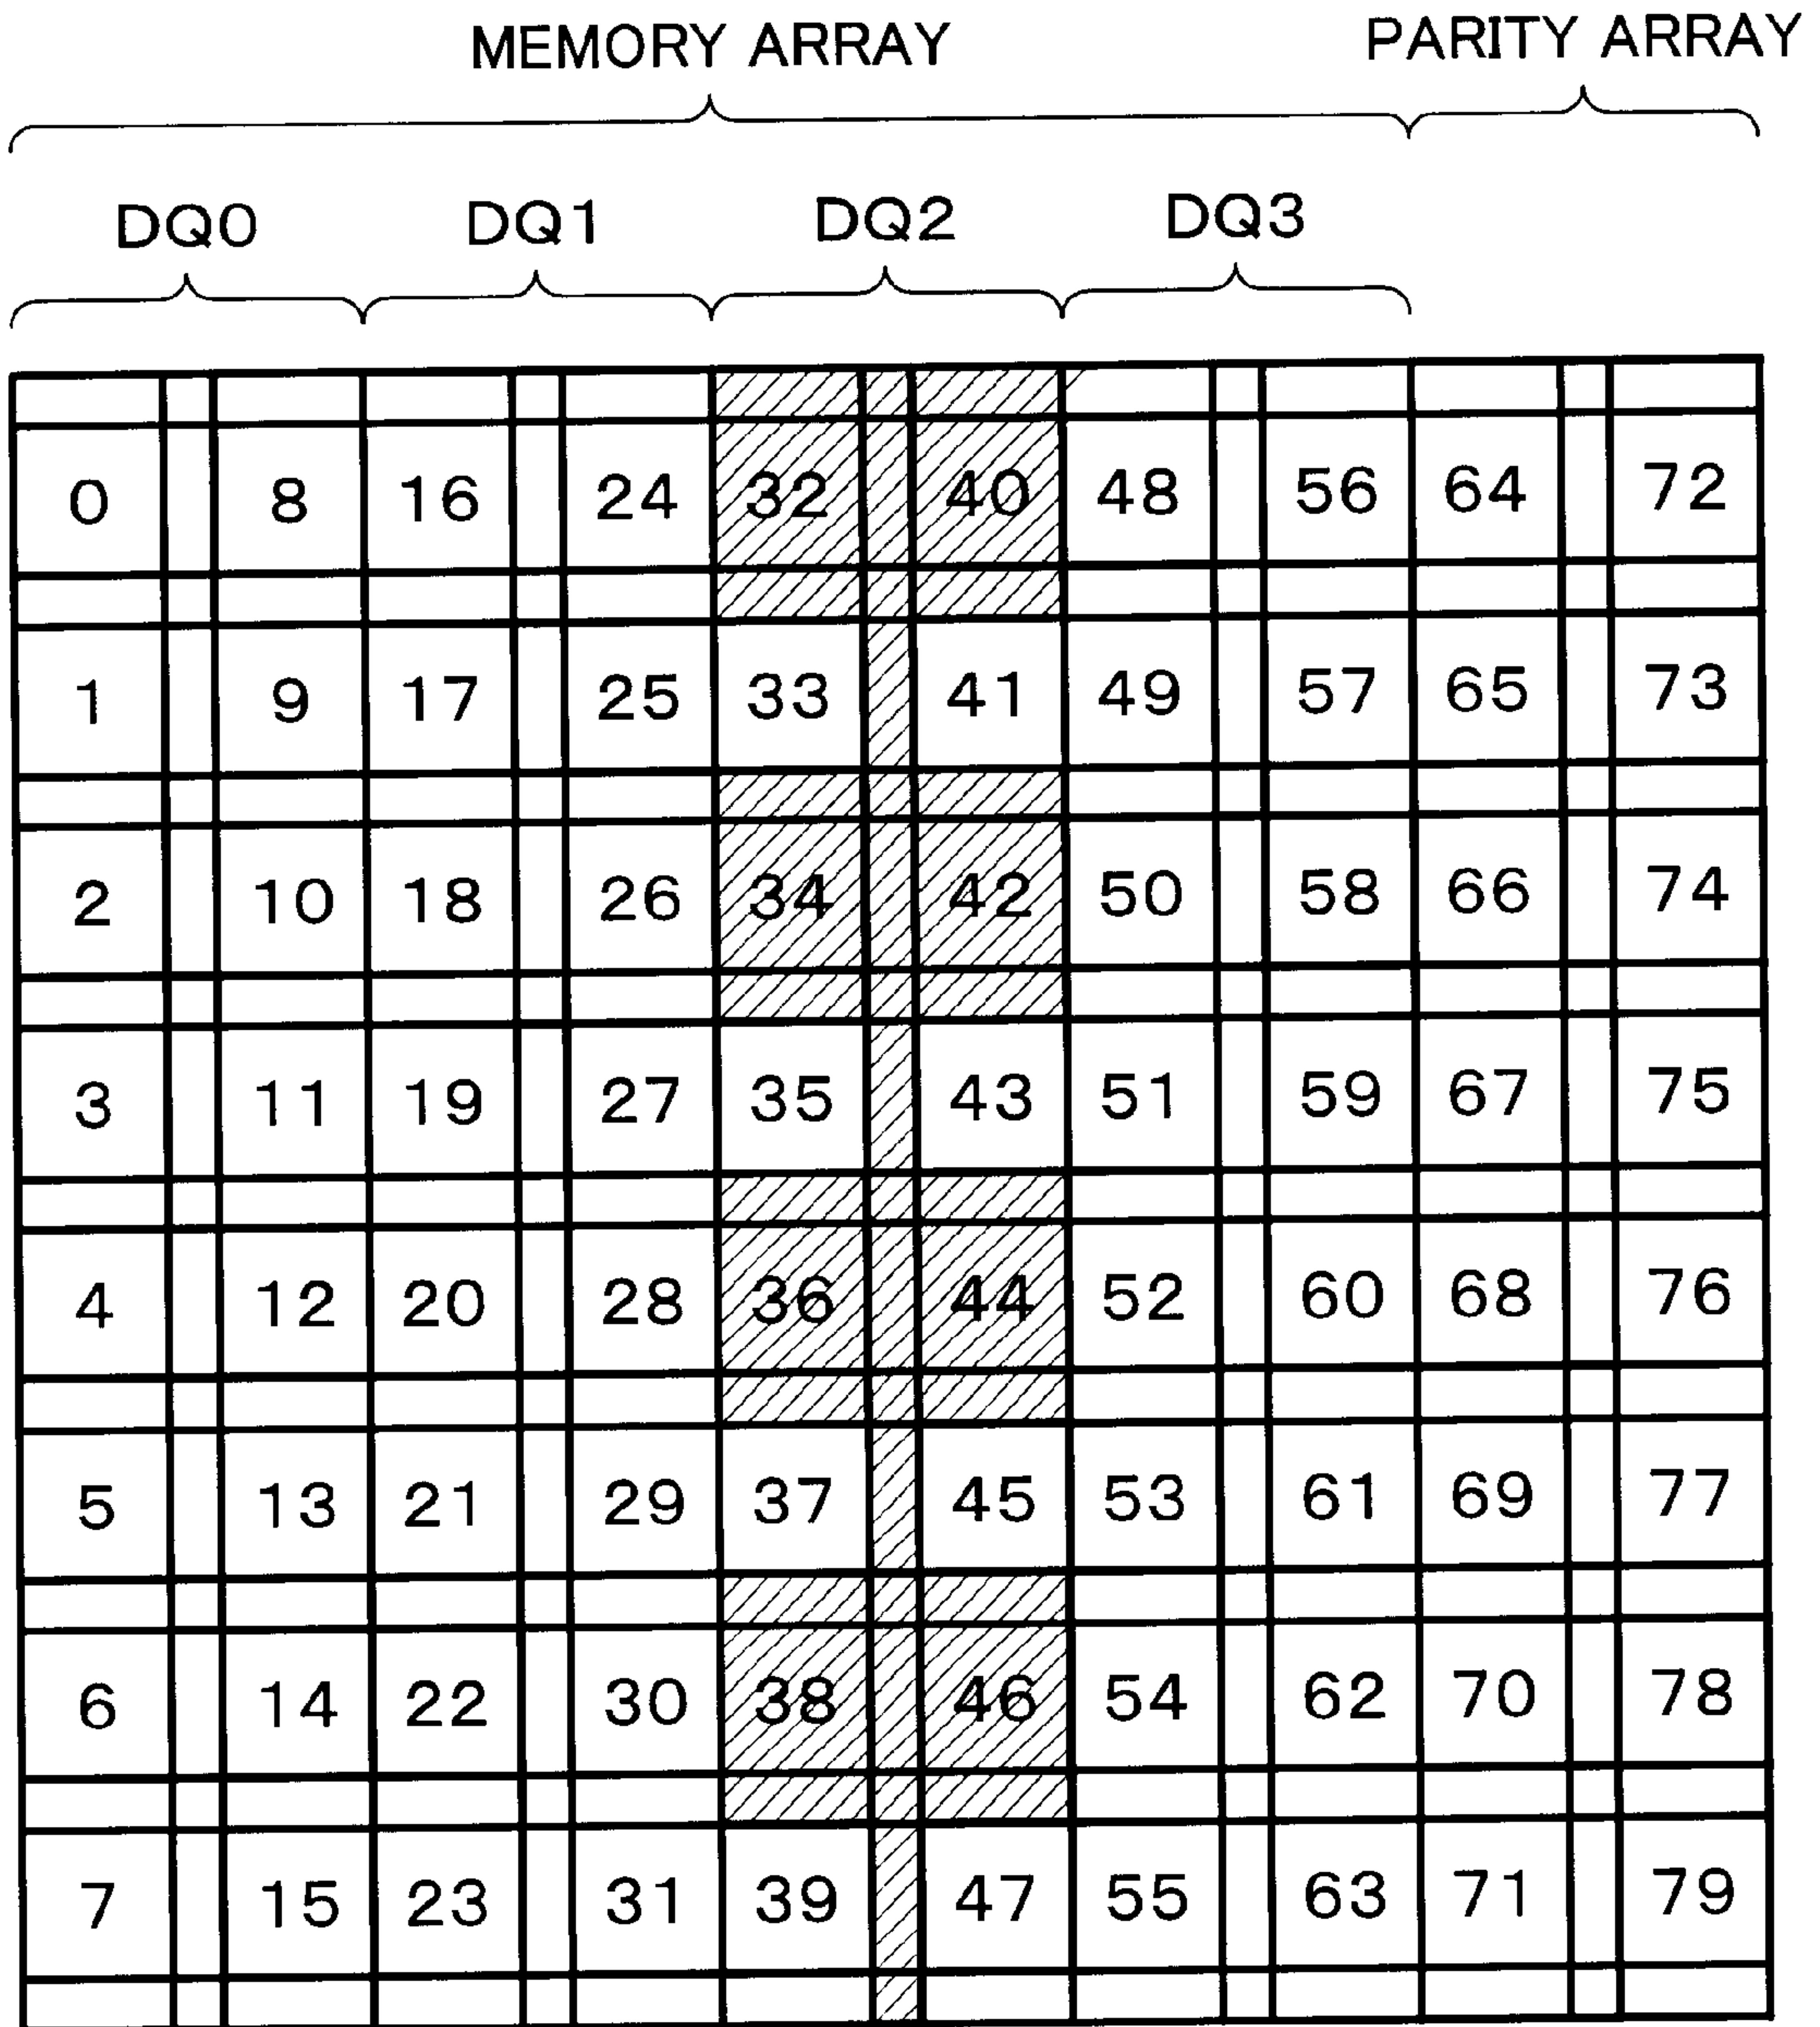 MEMORY ARRAY PARITY ARRAY
DQ0 DQ1 DQ2 DQ3
0 8 16 24 32 40 48 56 64 72
1 9 17 25 33 41 49 57 65 73
2 10 18 26 34 42 50 58 66 74
3 11 19 27 35 43 51 59 67 75
4 12 20 28 36 44 52 60 68 76
5 13 21 29 37 45 53 61 69 77
6 14 22 30 38 46 54 62 70 78
7 15 23 31 39 47 55 63 71 79